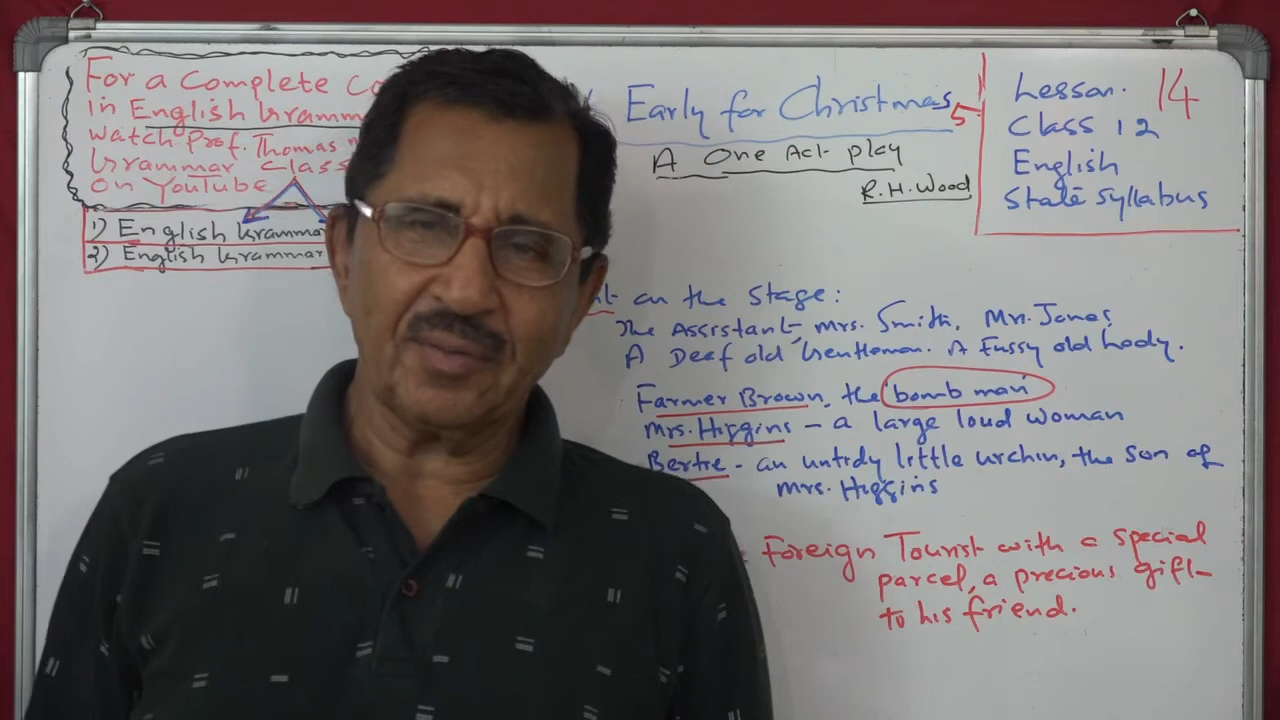 For a Complete Co
in English Gramm
Watch Prof. Thomas
Grammar Class
on YouTube
1) English Gramma
2) English Grammar
Early for Christmas
5
A One Act Play
R.H.Wood
Lesson. 14
Class 12
English
State Syllabus
on the Stage:
The Assistant, Mrs. Smith, Mr. Jones,
A Deaf old Gentleman. A Fussy old Lady.
Farmer Brown, the 'bomb man'
Mrs. Higgins – a large loud woman
Bertie – an untidy little urchin, the son of
Mrs. Higgins
Foreign Tourist with a special
parcel, a precious gift
to his friend.